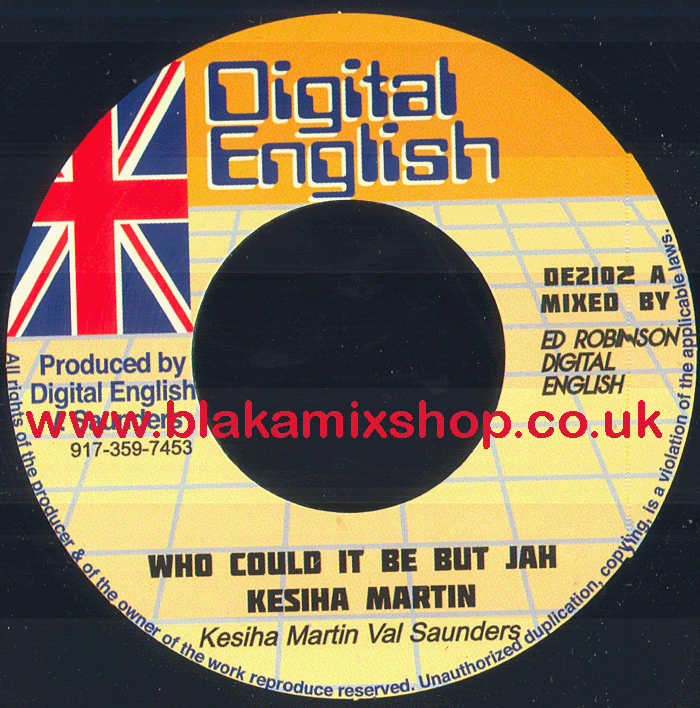 Digital
English
DE2102 A
MIXED BY
ED ROBINSON
DIGITAL
ENGLISH
Produced by
Digital English
Saunders
917-359-7453
www.blakamixshop.co.uk
WHO COULD IT BE BUT JAH
KESIHA MARTIN
Kesiha Martin Val Saunders
All rights of the producer & of the owner of the work reproduce reserved. Unauthorized duplication, copying, is a violation of the applicable laws.